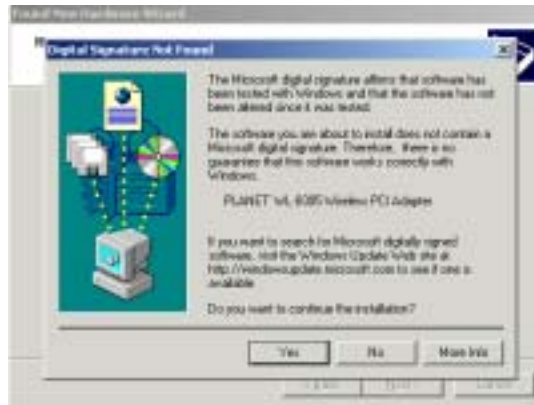 Found New Hardware Wizard
Digital Signature Not Found
The Microsoft digital signature affirms that software has
been tested with Windows and that the software has not
been altered since it was tested.
The software you are about to install does not contain a
Microsoft digital signature. Therefore, there is no
guarantee that this software works correctly with
Windows.
PLANET WL-8305 Wireless PCI Adapter
If you want to search for Microsoft digitally signed
software, visit the Windows Update Web site at
http://windowsupdate.microsoft.com to see if one is
available.
Do you want to continue the installation?
Yes
No
More Info
Cancel